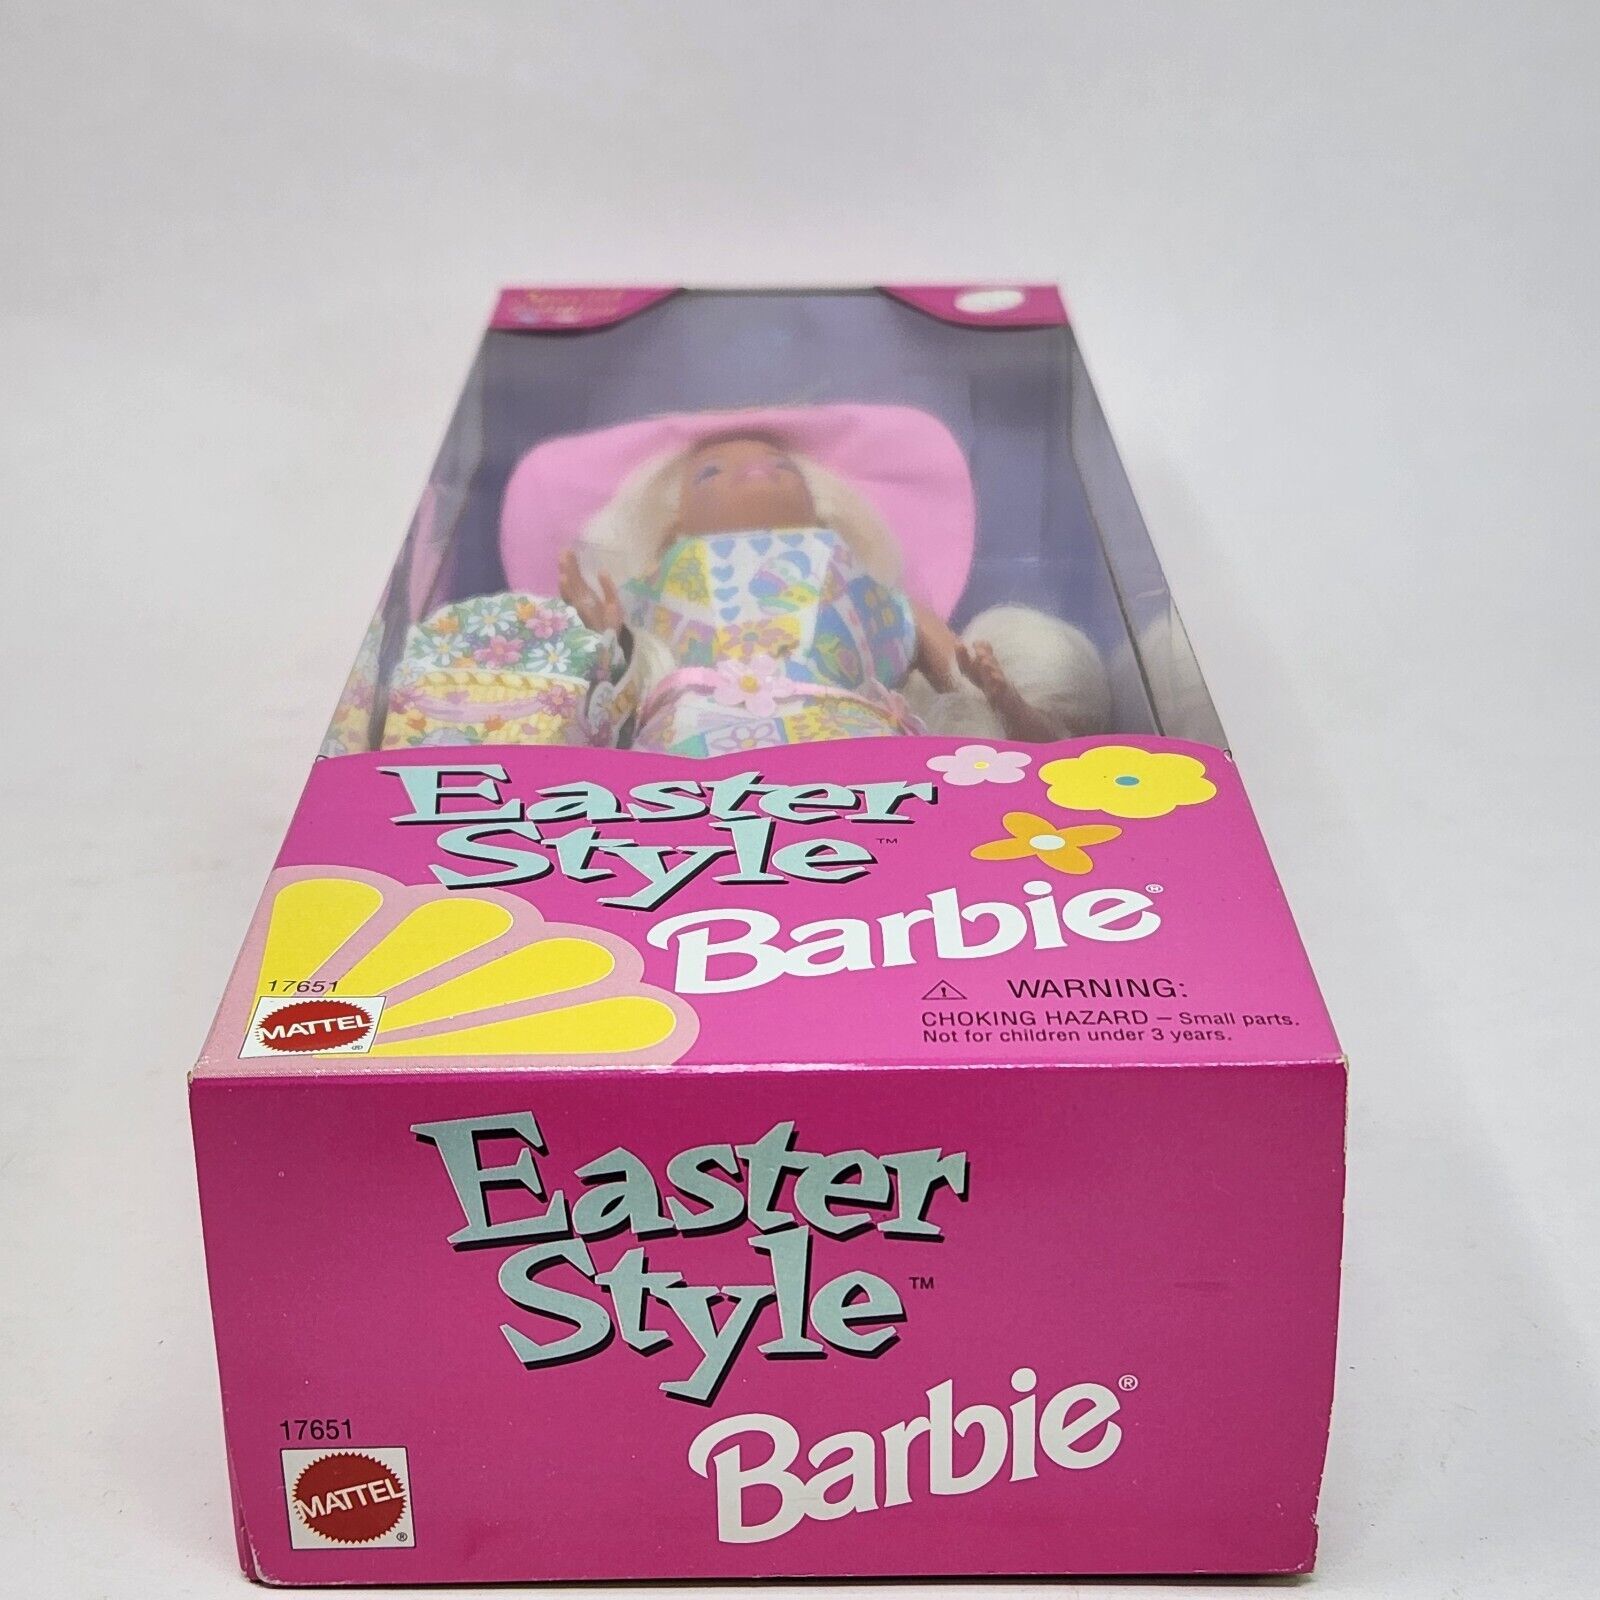 Easter
Style™
Barbie®
17651
MATTEL
®
WARNING:
CHOKING HAZARD – Small parts.
Not for children under 3 years.
Easter
Style™
Barbie®
17651
MATTEL
®